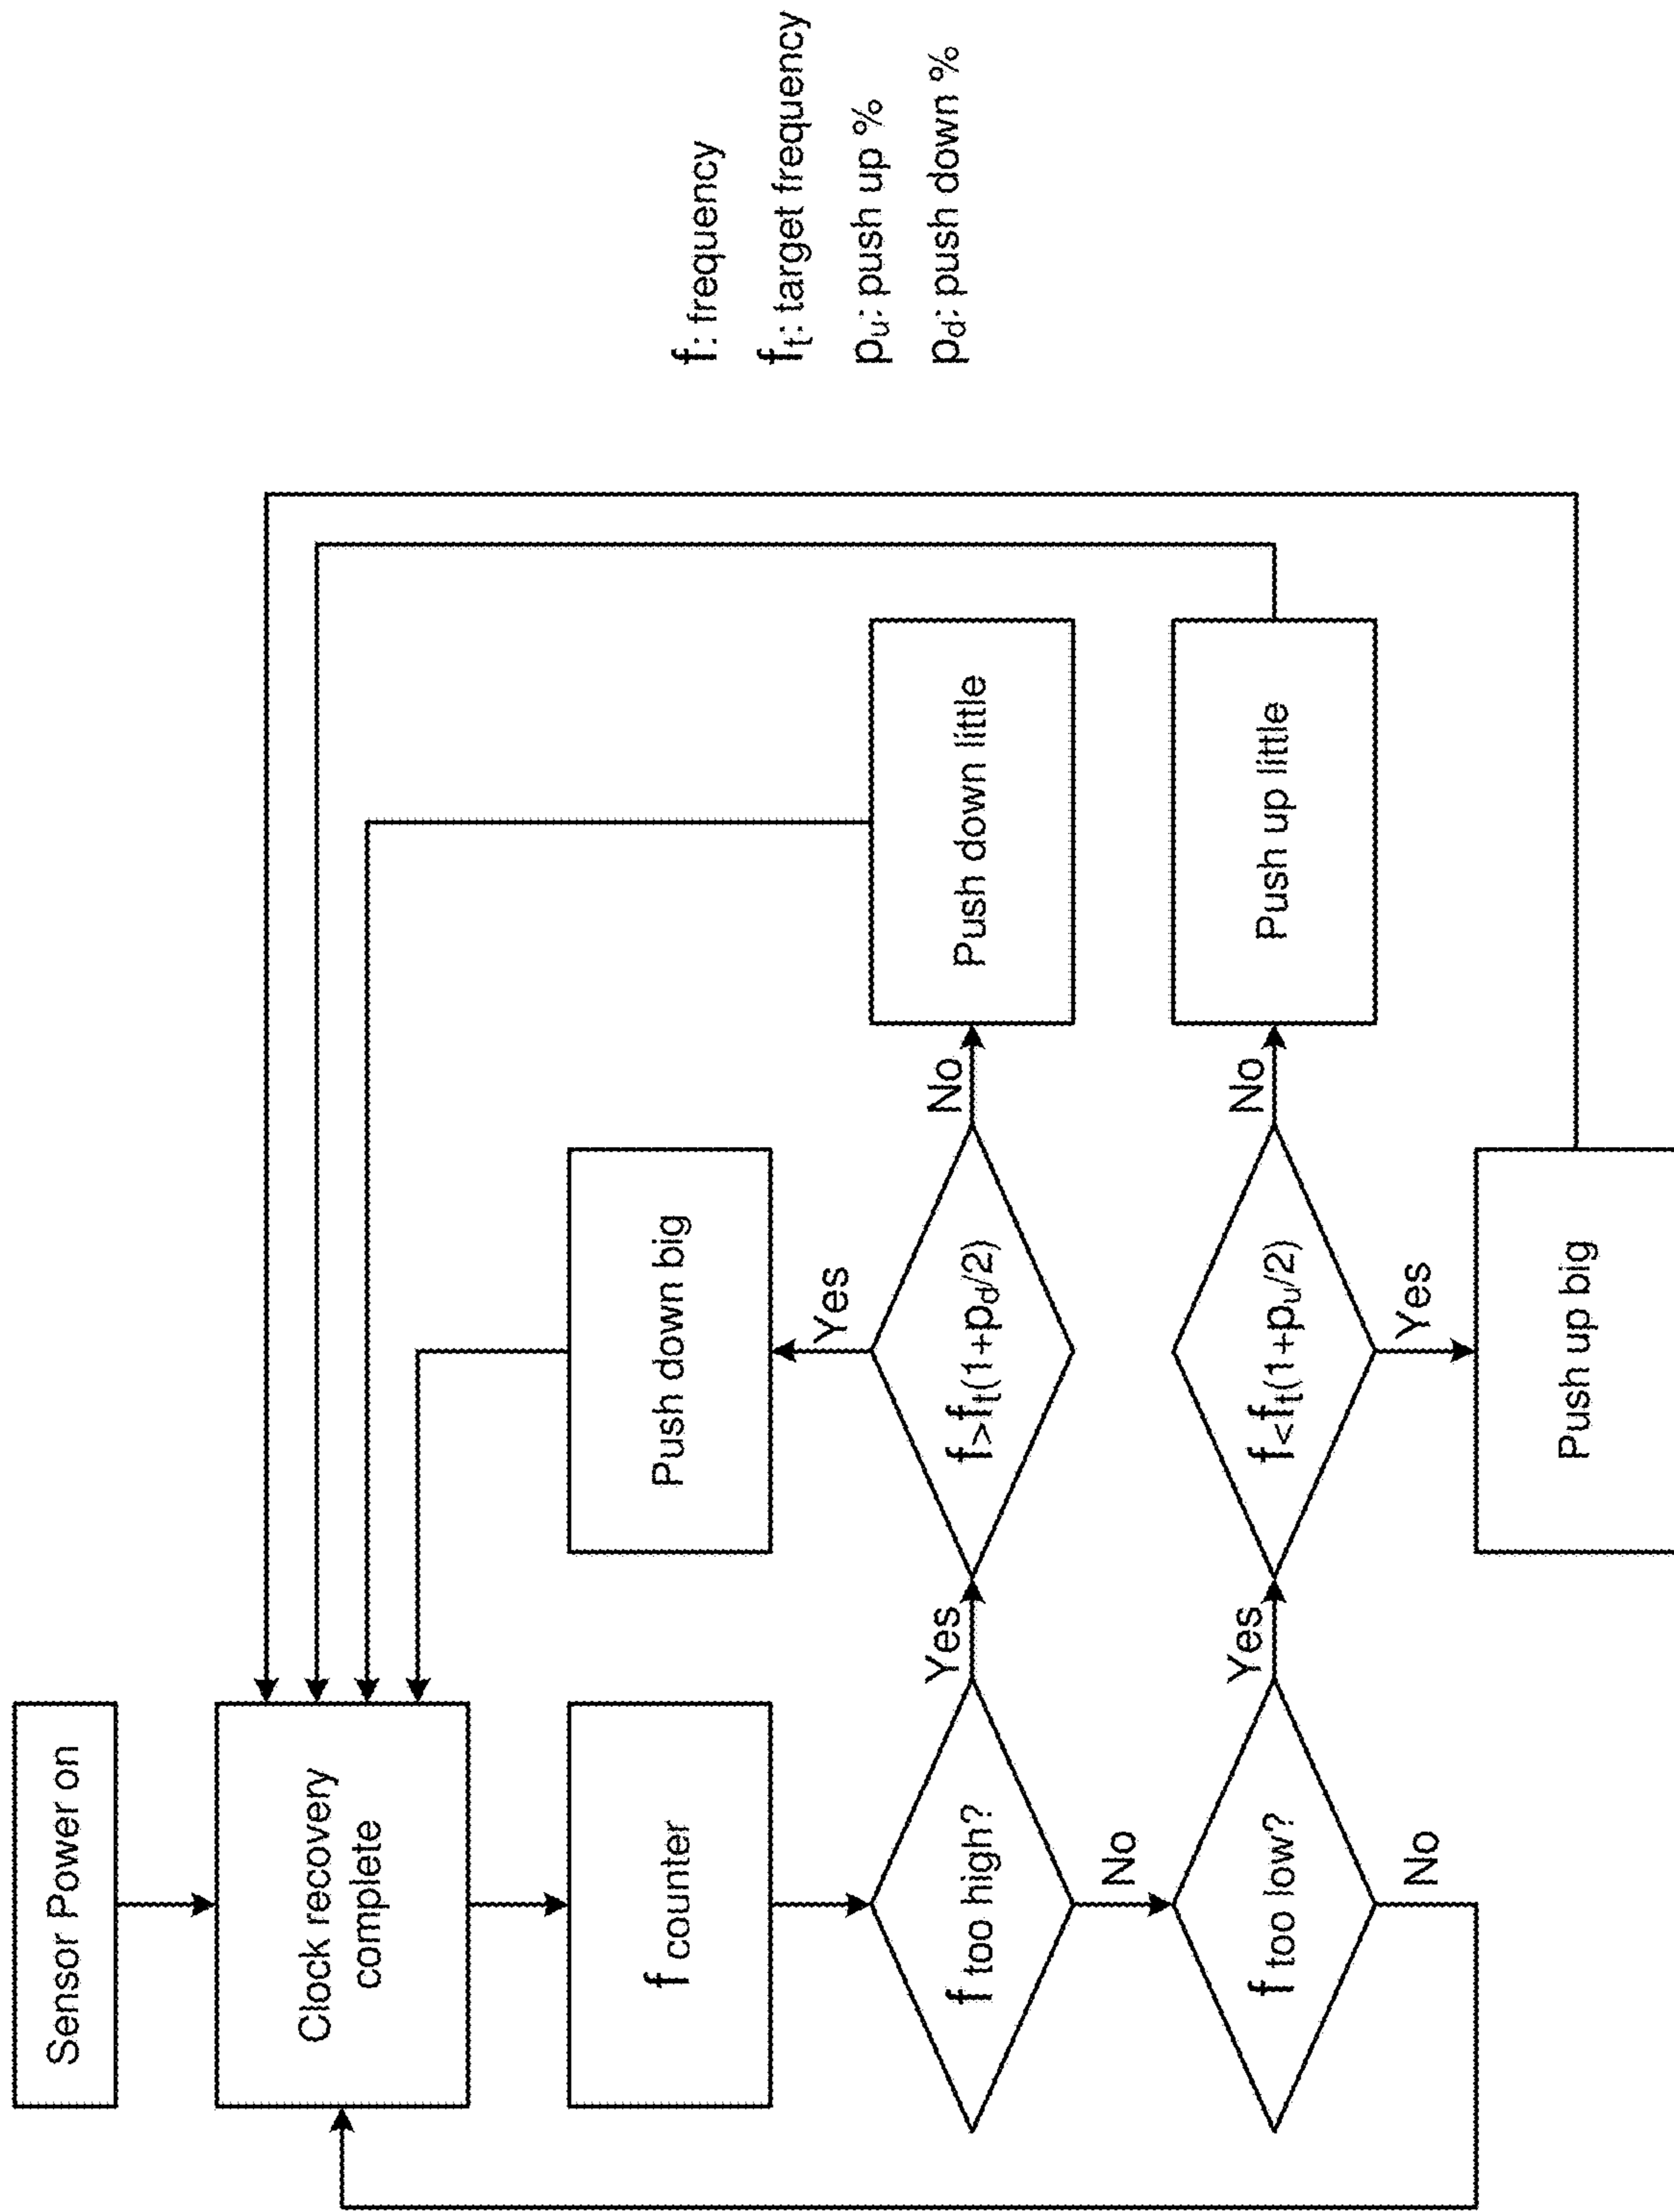 Sensor Power on
Clock recovery
complete
f counter
f too high?
Yes
No
f too low?
Yes
No
Push down big
Yes
f>fₜ(1+p_d/2)
No
Push down little
f<fₜ(1+pᵤ/2)
No
Push up little
Yes
Push up big
f: frequency
fₜ: target frequency
pᵤ: push up %
p_d: push down %